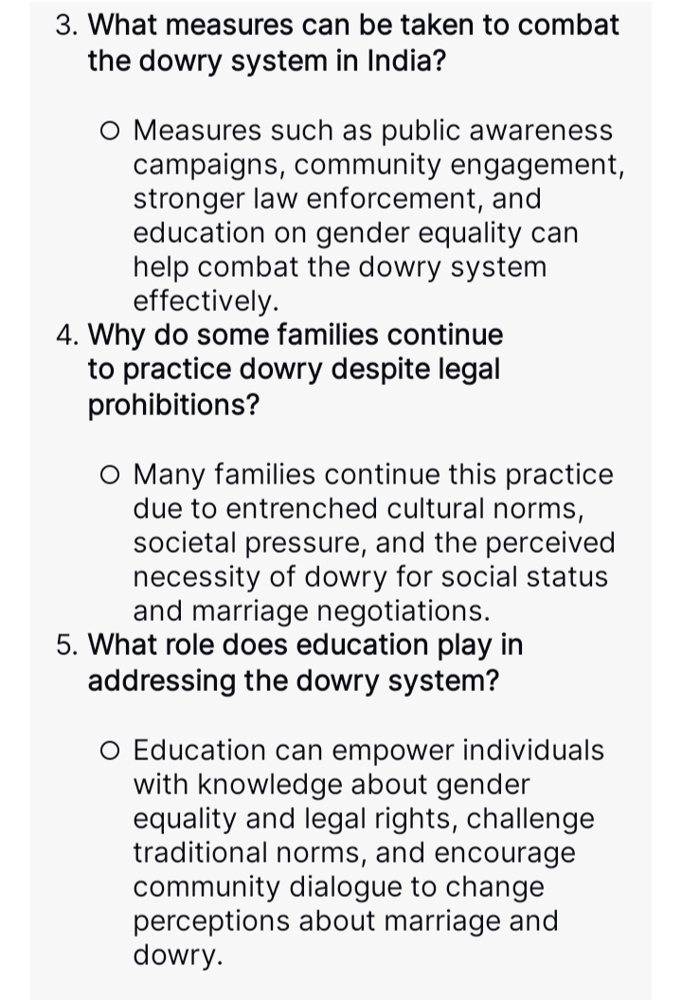 3. What measures can be taken to combat
the dowry system in India?
○ Measures such as public awareness
campaigns, community engagement,
stronger law enforcement, and
education on gender equality can
help combat the dowry system
effectively.
4. Why do some families continue
to practice dowry despite legal
prohibitions?
○ Many families continue this practice
due to entrenched cultural norms,
societal pressure, and the perceived
necessity of dowry for social status
and marriage negotiations.
5. What role does education play in
addressing the dowry system?
○ Education can empower individuals
with knowledge about gender
equality and legal rights, challenge
traditional norms, and encourage
community dialogue to change
perceptions about marriage and
dowry.